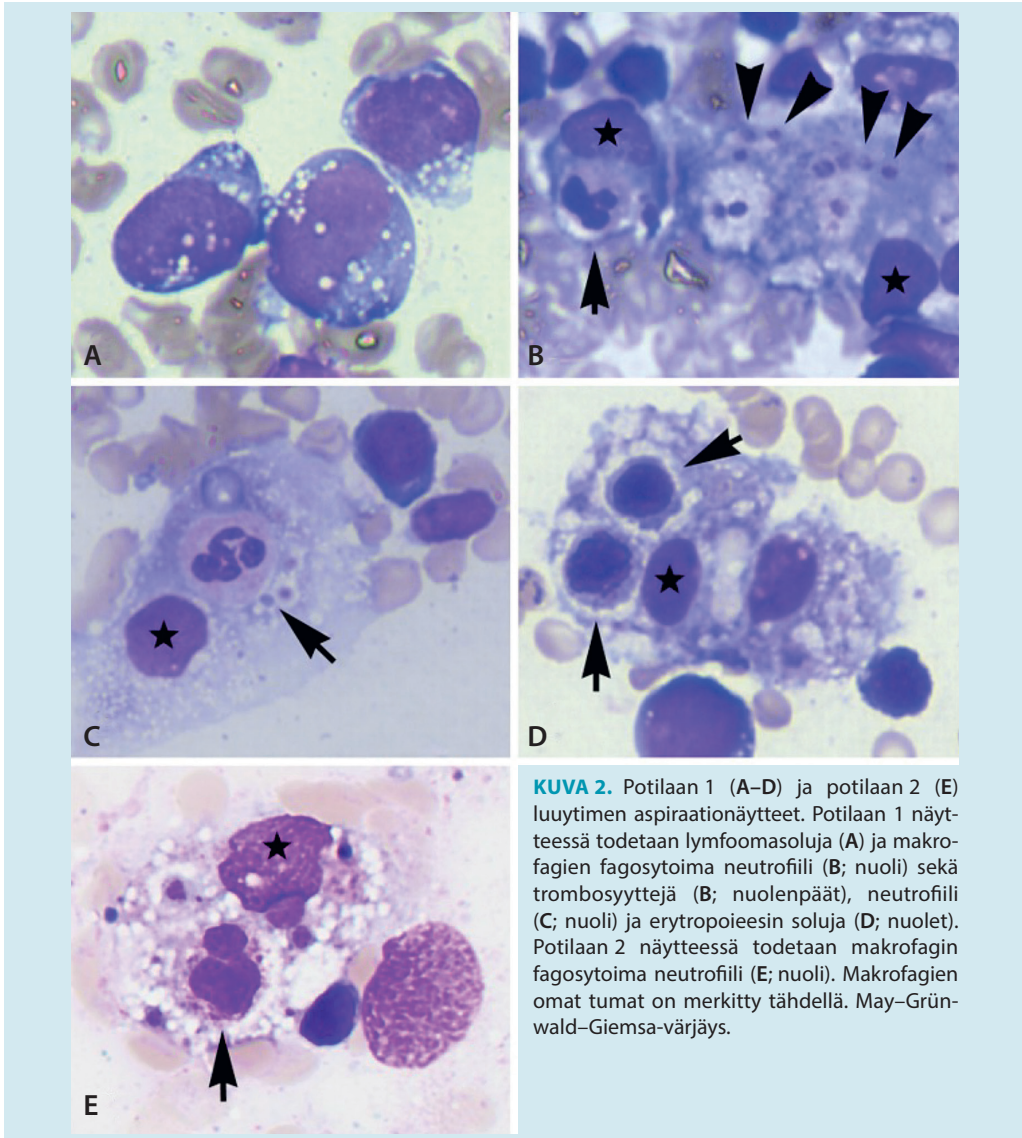 A
B
C
D
E
KUVA 2. Potilaan 1 (A–D) ja potilaan 2 (E)
luuytimen aspiraationäytteet. Potilaan 1 näyt-
teessä todetaan lymfoomasoluja (A) ja makro-
fagien fagosytoima neutrofiili (B; nuoli) sekä
trombosyyttejä (B; nuolenpäät), neutrofiili
(C; nuoli) ja erytropoieesin soluja (D; nuolet).
Potilaan 2 näytteessä todetaan makrofagin
fagosytoima neutrofiili (E; nuoli). Makrofagien
omat tumat on merkitty tähdellä. May–Grün-
wald–Giemsa-värjäys.